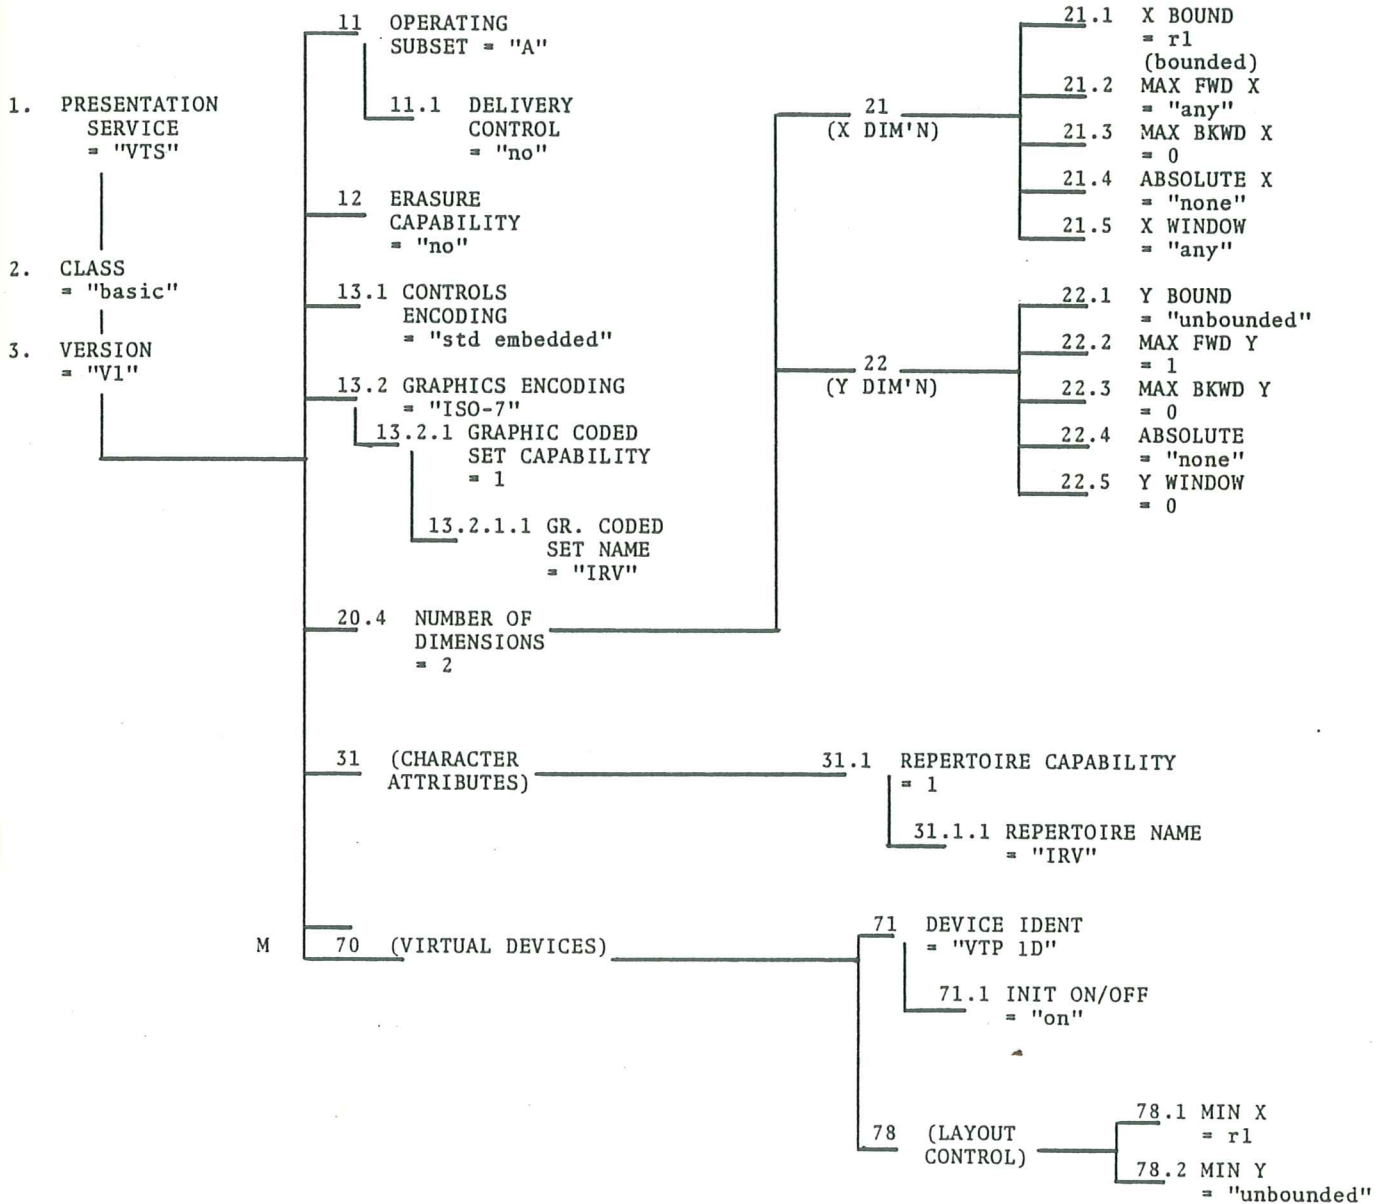 1. PRESENTATION
SERVICE
= "VTS"
2. CLASS
= "basic"
3. VERSION
= "V1"
11 OPERATING
SUBSET = "A"
11.1 DELIVERY
CONTROL
= "no"
12 ERASURE
CAPABILITY
= "no"
13.1 CONTROLS
ENCODING
= "std embedded"
13.2 GRAPHICS ENCODING
= "ISO-7"
13.2.1 GRAPHIC CODED
SET CAPABILITY
= 1
13.2.1.1 GR. CODED
SET NAME
= "IRV"
20.4 NUMBER OF
DIMENSIONS
= 2
21
(X DIM'N)
21.1 X BOUND
= r1
(bounded)
21.2 MAX FWD X
= "any"
21.3 MAX BKWD X
= 0
21.4 ABSOLUTE X
= "none"
21.5 X WINDOW
= "any"
22
(Y DIM'N)
22.1 Y BOUND
= "unbounded"
22.2 MAX FWD Y
= 1
22.3 MAX BKWD Y
= 0
22.4 ABSOLUTE
= "none"
22.5 Y WINDOW
= 0
31 (CHARACTER
ATTRIBUTES)
31.1 REPERTOIRE CAPABILITY
= 1
31.1.1 REPERTOIRE NAME
= "IRV"
M 70 (VIRTUAL DEVICES)
71 DEVICE IDENT
= "VTP 1D"
71.1 INIT ON/OFF
= "on"
78 (LAYOUT
CONTROL)
78.1 MIN X
= r1
78.2 MIN Y
= "unbounded"